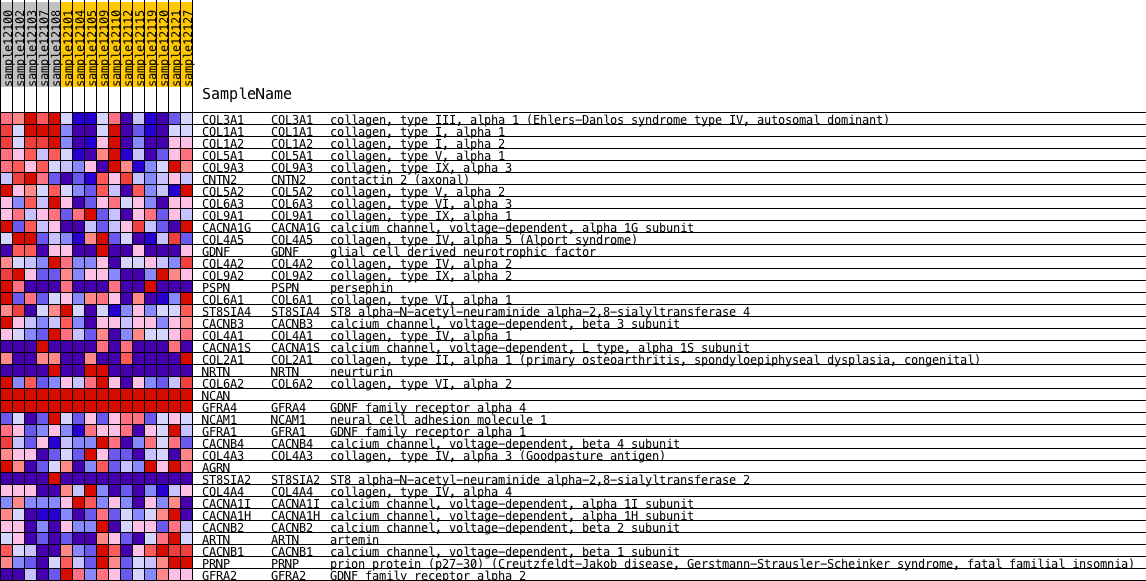 sample12100
sample12102
sample12103
sample12107
sample12108
sample12101
sample12104
sample12105
sample12109
sample12110
sample12112
sample12115
sample12119
sample12120
sample12121
sample12127
SampleName
COL3A1 COL3A1 collagen, type III, alpha 1 (Ehlers-Danlos syndrome type IV, autosomal dominant)
COL1A1 COL1A1 collagen, type I, alpha 1
COL1A2 COL1A2 collagen, type I, alpha 2
COL5A1 COL5A1 collagen, type V, alpha 1
COL9A3 COL9A3 collagen, type IX, alpha 3
CNTN2 CNTN2 contactin 2 (axonal)
COL5A2 COL5A2 collagen, type V, alpha 2
COL6A3 COL6A3 collagen, type VI, alpha 3
COL9A1 COL9A1 collagen, type IX, alpha 1
CACNA1G CACNA1G calcium channel, voltage-dependent, alpha 1G subunit
COL4A5 COL4A5 collagen, type IV, alpha 5 (Alport syndrome)
GDNF GDNF glial cell derived neurotrophic factor
COL4A2 COL4A2 collagen, type IV, alpha 2
COL9A2 COL9A2 collagen, type IX, alpha 2
PSPN PSPN persephin
COL6A1 COL6A1 collagen, type VI, alpha 1
ST8SIA4 ST8SIA4 ST8 alpha-N-acetyl-neuraminide alpha-2,8-sialyltransferase 4
CACNB3 CACNB3 calcium channel, voltage-dependent, beta 3 subunit
COL4A1 COL4A1 collagen, type IV, alpha 1
CACNA1S CACNA1S calcium channel, voltage-dependent, L type, alpha 1S subunit
COL2A1 COL2A1 collagen, type II, alpha 1 (primary osteoarthritis, spondyloepiphyseal dysplasia, congenital)
NRTN NRTN neurturin
COL6A2 COL6A2 collagen, type VI, alpha 2
NCAN
GFRA4 GFRA4 GDNF family receptor alpha 4
NCAM1 NCAM1 neural cell adhesion molecule 1
GFRA1 GFRA1 GDNF family receptor alpha 1
CACNB4 CACNB4 calcium channel, voltage-dependent, beta 4 subunit
COL4A3 COL4A3 collagen, type IV, alpha 3 (Goodpasture antigen)
AGRN
ST8SIA2 ST8SIA2 ST8 alpha-N-acetyl-neuraminide alpha-2,8-sialyltransferase 2
COL4A4 COL4A4 collagen, type IV, alpha 4
CACNA1I CACNA1I calcium channel, voltage-dependent, alpha 1I subunit
CACNA1H CACNA1H calcium channel, voltage-dependent, alpha 1H subunit
CACNB2 CACNB2 calcium channel, voltage-dependent, beta 2 subunit
ARTN ARTN artemin
CACNB1 CACNB1 calcium channel, voltage-dependent, beta 1 subunit
PRNP PRNP prion protein (p27-30) (Creutzfeldt-Jakob disease, Gerstmann-Strausler-Scheinker syndrome, fatal familial insomnia)
GFRA2 GFRA2 GDNF family receptor alpha 2